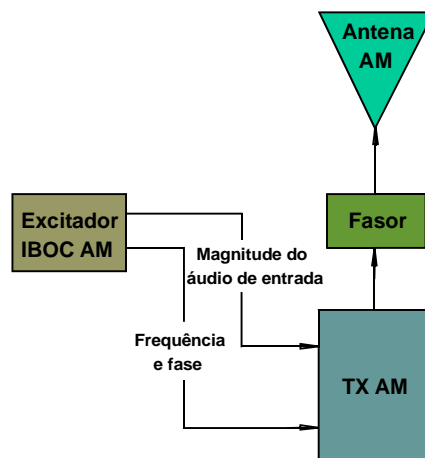 Antena
AM
Excitador
IBOC AM
Fasor
Magnitude do
áudio de entrada
Frequência
e fase
TX AM